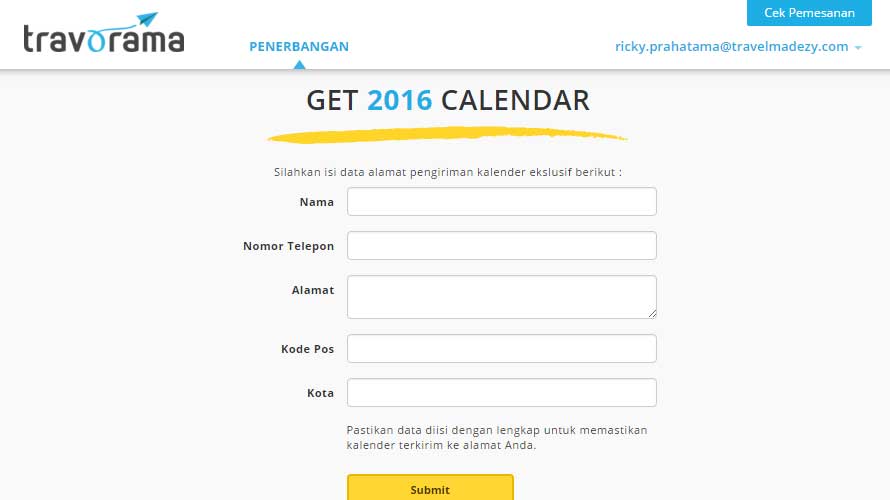 Cek Pemesanan
travorama
PENERBANGAN
ricky.prahatama@travelmadezy.com
GET 2016 CALENDAR
Silahkan isi data alamat pengiriman kalender ekslusif berikut :
Nama
Nomor Telepon
Alamat
Kode Pos
Kota
Pastikan data diisi dengan lengkap untuk memastikan
kalender terkirim ke alamat Anda.
Submit